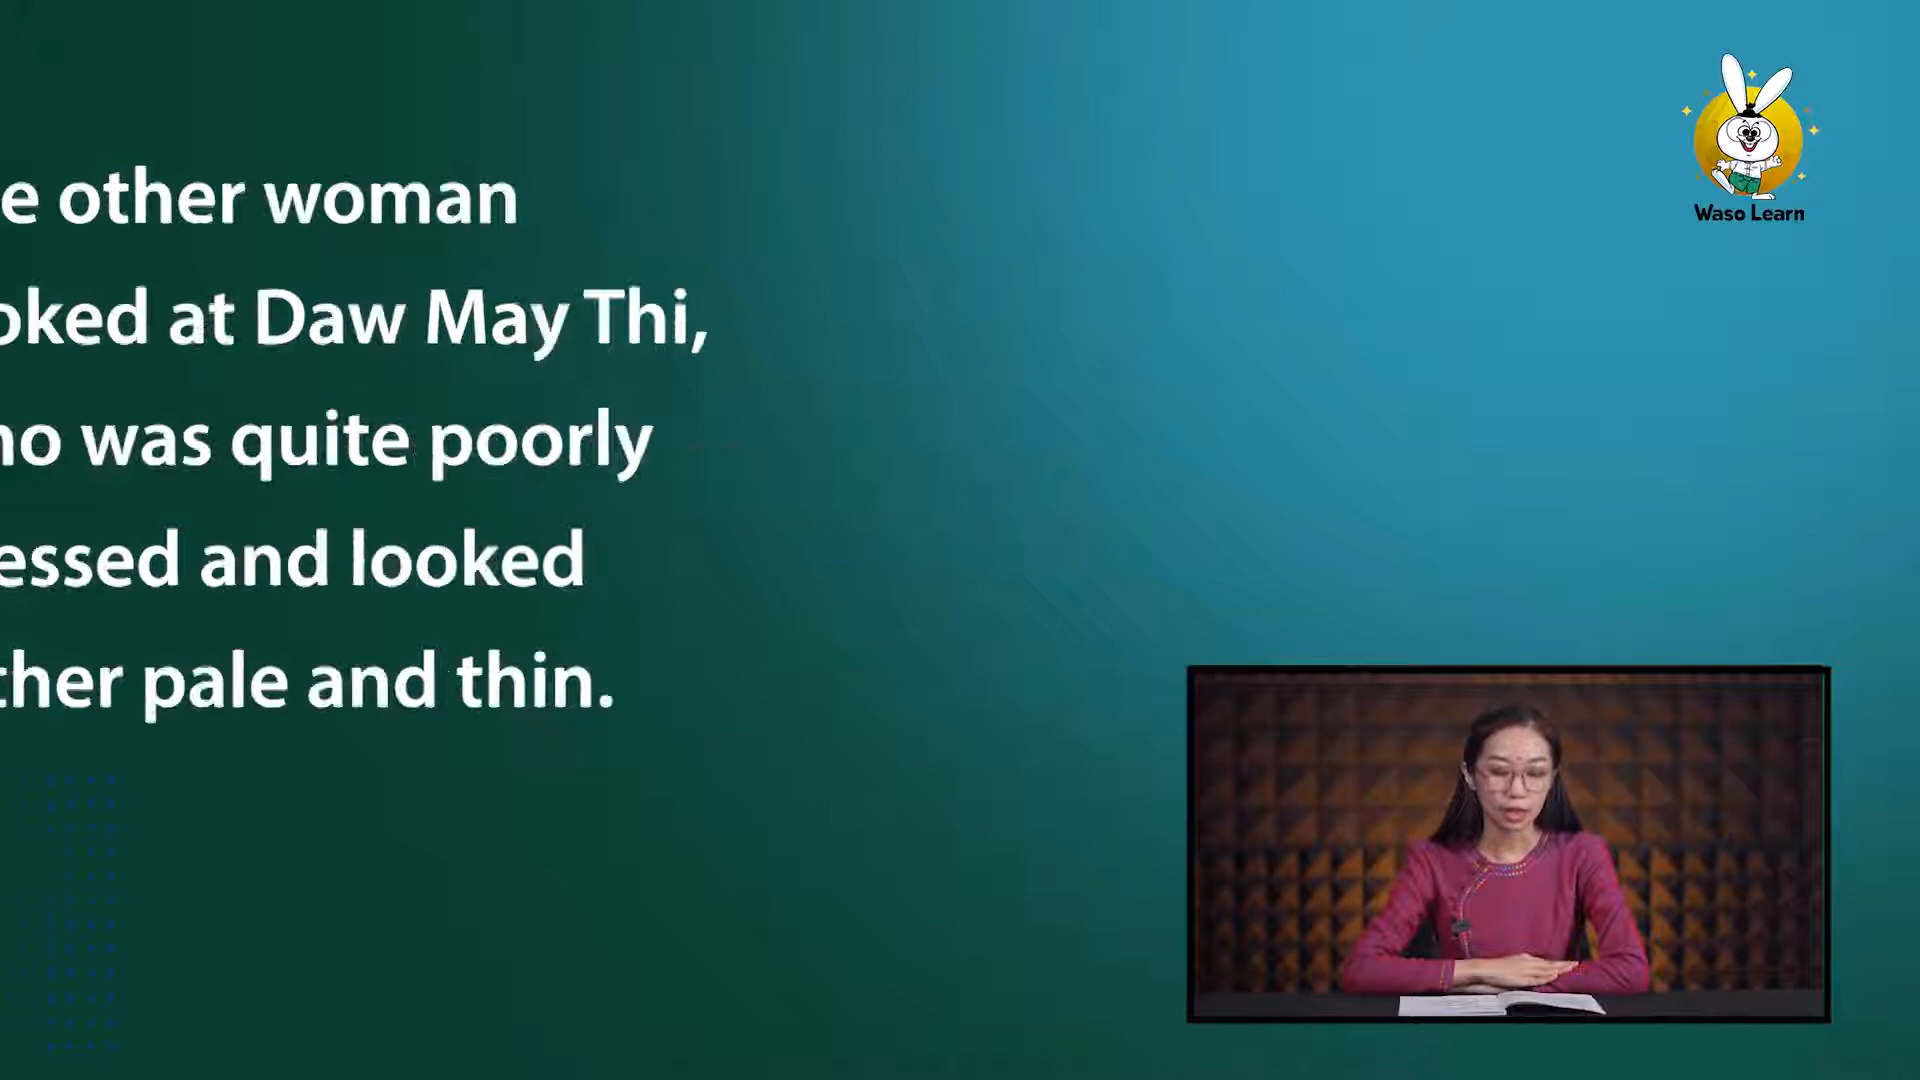 e other woman
oked at Daw May Thi,
ho was quite poorly
essed and looked
ther pale and thin.
Waso Learn